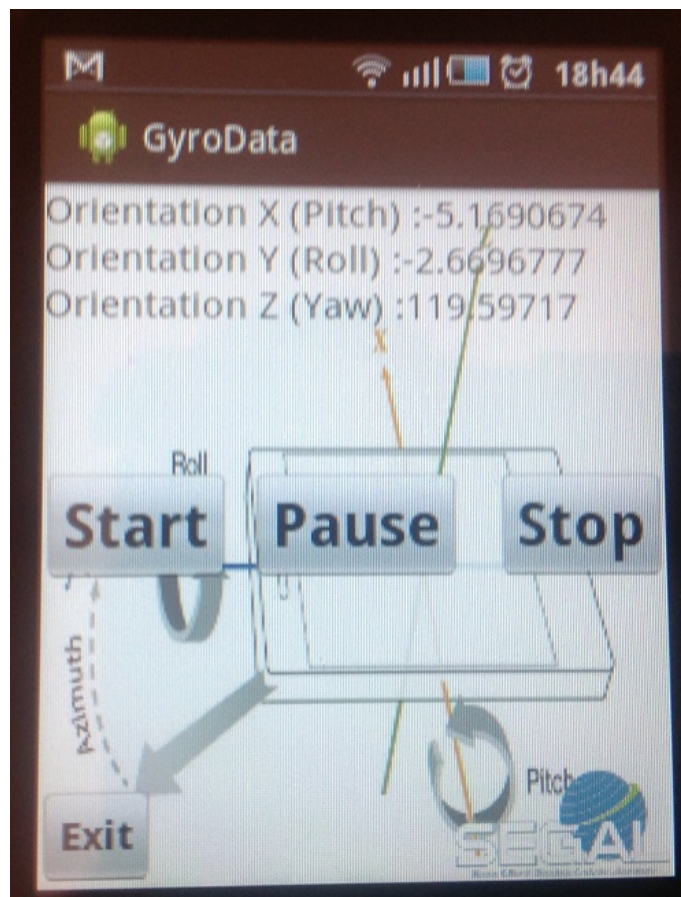 18h44
GyroData
Orientation X (Pitch) :-5.1690674
Orientation Y (Roll) :-2.6696777
Orientation Z (Yaw) :119.59717
X
Roll
Start Pause Stop
Azimuth
Pitch
Exit
SEGAL